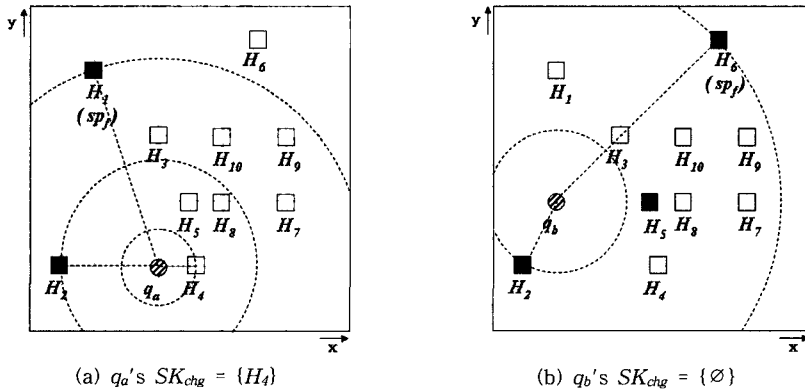 y
H6
H1
(spf)
H3
H10
H9
H5
H8
H7
H2
qa
H4
x
(a) qa's SKchg = {H4}
y
H6
(spf)
H1
H3
H10
H9
qb
H5
H8
H7
H2
H4
x
(b) qb's SKchg = {∅}